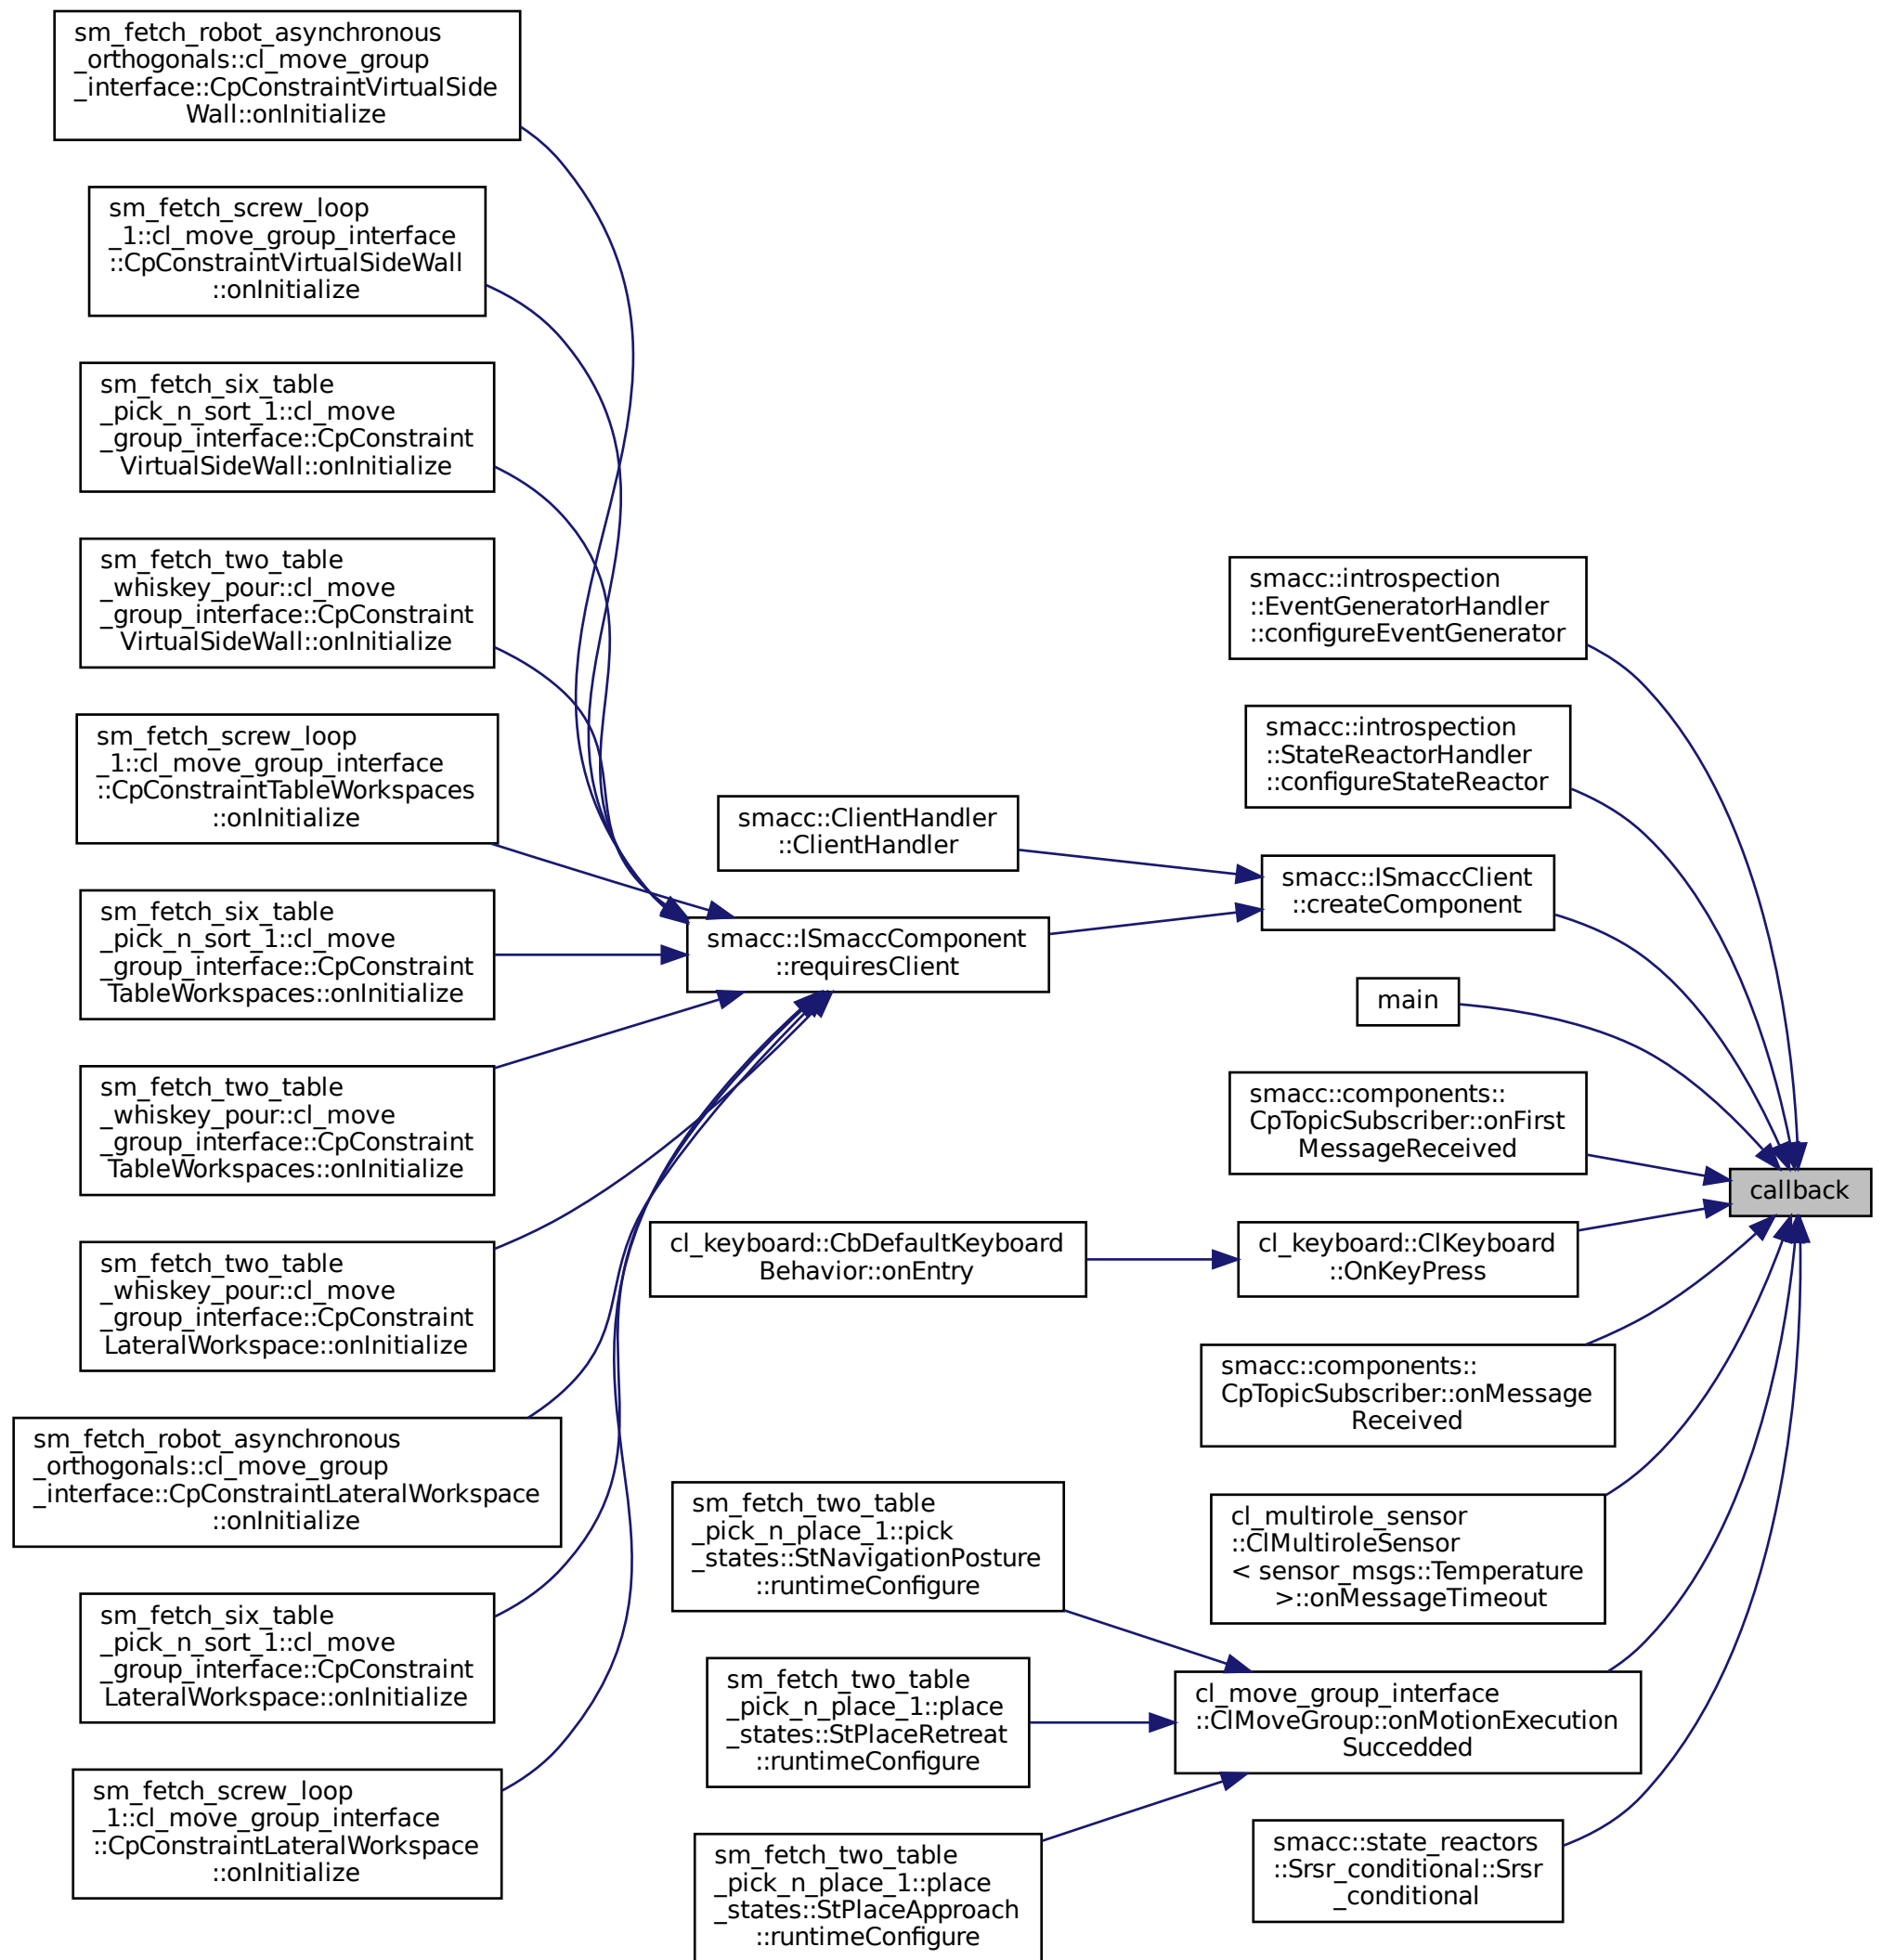 sm_fetch_robot_asynchronous
_orthogonals::cl_move_group
_interface::CpConstraintVirtualSide
Wall::onInitialize
sm_fetch_screw_loop
_1::cl_move_group_interface
::CpConstraintVirtualSideWall
::onInitialize
sm_fetch_six_table
_pick_n_sort_1::cl_move
_group_interface::CpConstraint
VirtualSideWall::onInitialize
sm_fetch_two_table
_whiskey_pour::cl_move
_group_interface::CpConstraint
VirtualSideWall::onInitialize
sm_fetch_screw_loop
_1::cl_move_group_interface
::CpConstraintTableWorkspaces
::onInitialize
sm_fetch_six_table
_pick_n_sort_1::cl_move
_group_interface::CpConstraint
TableWorkspaces::onInitialize
sm_fetch_two_table
_whiskey_pour::cl_move
_group_interface::CpConstraint
TableWorkspaces::onInitialize
sm_fetch_two_table
_whiskey_pour::cl_move
_group_interface::CpConstraint
LateralWorkspace::onInitialize
sm_fetch_robot_asynchronous
_orthogonals::cl_move_group
_interface::CpConstraintLateralWorkspace
::onInitialize
sm_fetch_six_table
_pick_n_sort_1::cl_move
_group_interface::CpConstraint
LateralWorkspace::onInitialize
sm_fetch_screw_loop
_1::cl_move_group_interface
::CpConstraintLateralWorkspace
::onInitialize
smacc::ClientHandler
::ClientHandler
smacc::ISmaccComponent
::requiresClient
cl_keyboard::CbDefaultKeyboard
Behavior::onEntry
sm_fetch_two_table
_pick_n_place_1::pick
_states::StNavigationPosture
::runtimeConfigure
sm_fetch_two_table
_pick_n_place_1::place
_states::StPlaceRetreat
::runtimeConfigure
sm_fetch_two_table
_pick_n_place_1::place
_states::StPlaceApproach
::runtimeConfigure
smacc::introspection
::EventGeneratorHandler
::configureEventGenerator
smacc::introspection
::StateReactorHandler
::configureStateReactor
smacc::ISmaccClient
::createComponent
main
smacc::components::
CpTopicSubscriber::onFirst
MessageReceived
cl_keyboard::ClKeyboard
::OnKeyPress
smacc::components::
CpTopicSubscriber::onMessage
Received
cl_multirole_sensor
::ClMultiroleSensor
< sensor_msgs::Temperature
>::onMessageTimeout
cl_move_group_interface
::ClMoveGroup::onMotionExecution
Succedded
smacc::state_reactors
::Srsr_conditional::Srsr
_conditional
callback